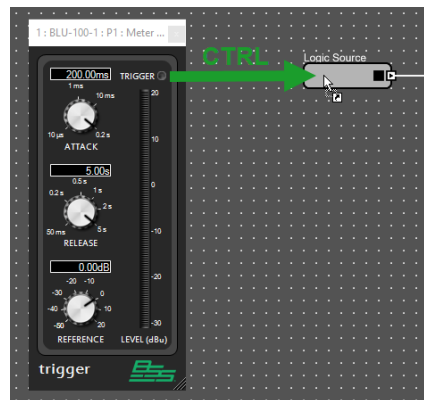 1 : BLU-100-1 : P1 : Meter ...
CTRL
Logic Source
200.00ms
TRIGGER
1 ms
10 ms
10 µs
0.2 s
ATTACK
5.00s
0.5 s
0.2 s
1 s
2 s
50 ms
5 s
RELEASE
0.00dB
-20
-10
-30
0
-40
10
-50
20
REFERENCE
20
10
0
-10
-20
-30
LEVEL (dBu)
trigger
BSS